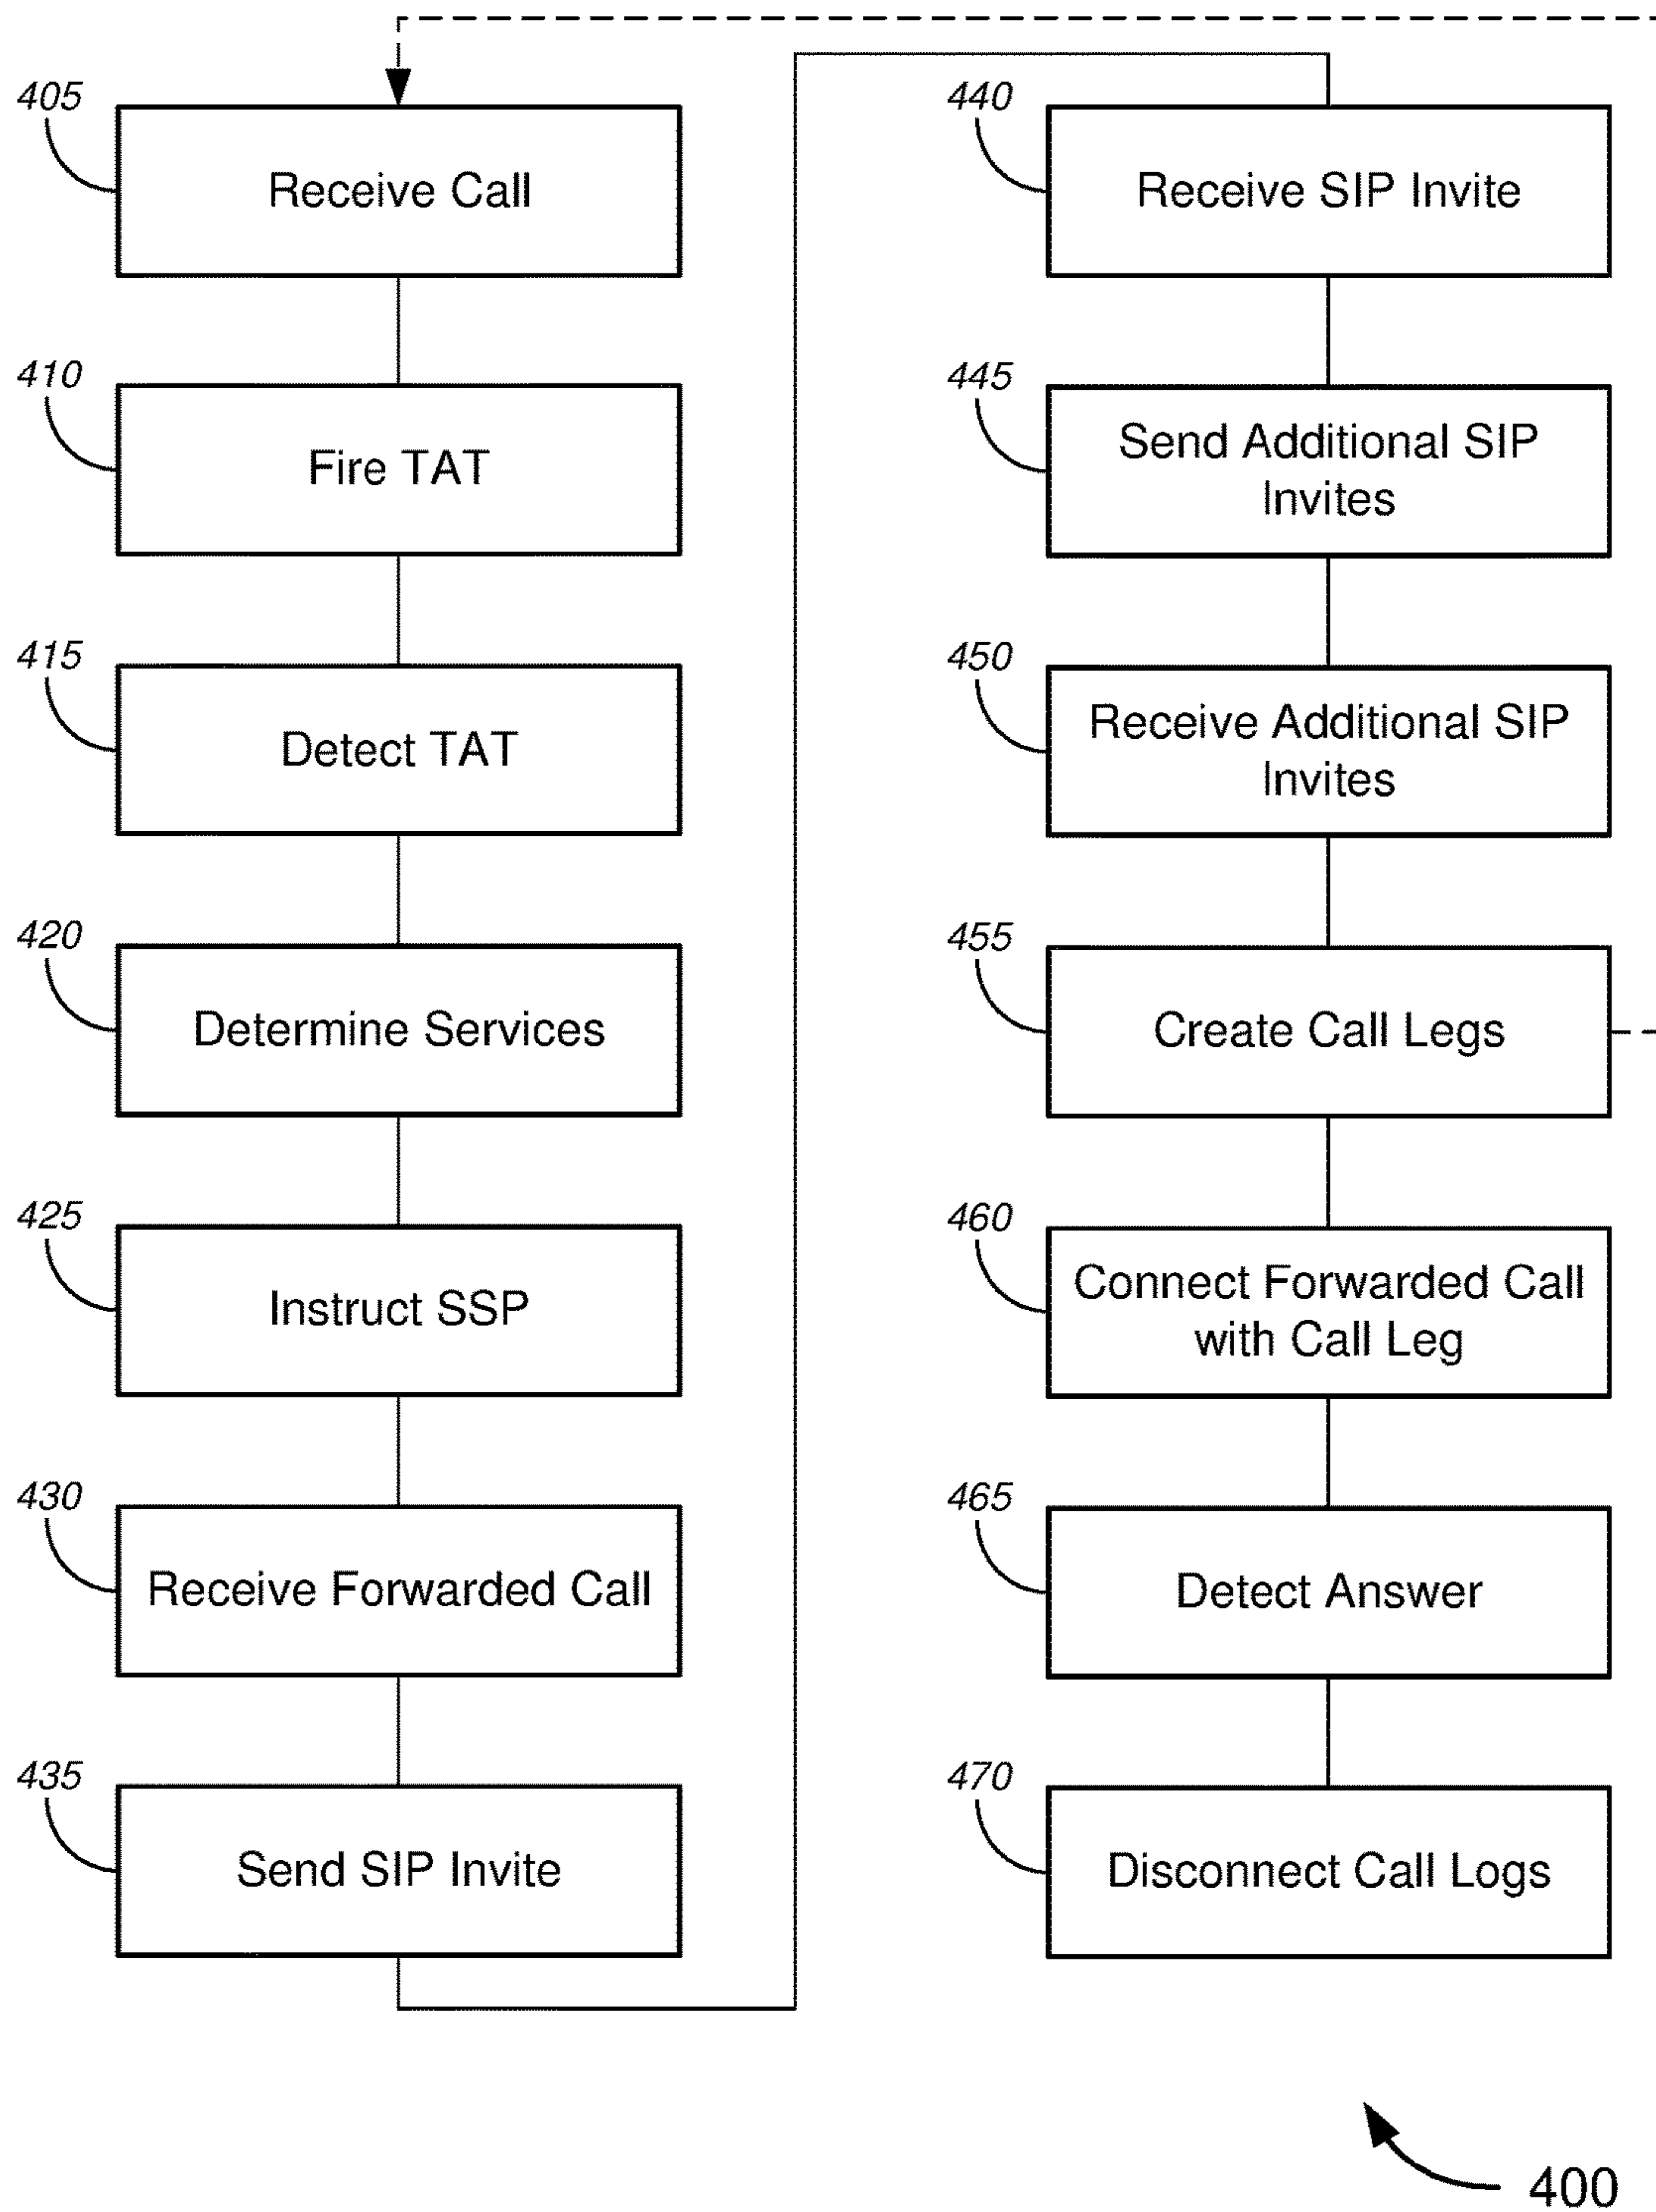 405
Receive Call
410
Fire TAT
415
Detect TAT
420
Determine Services
425
Instruct SSP
430
Receive Forwarded Call
435
Send SIP Invite
440
Receive SIP Invite
445
Send Additional SIP
Invites
450
Receive Additional SIP
Invites
455
Create Call Legs
460
Connect Forwarded Call
with Call Leg
465
Detect Answer
470
Disconnect Call Logs
400